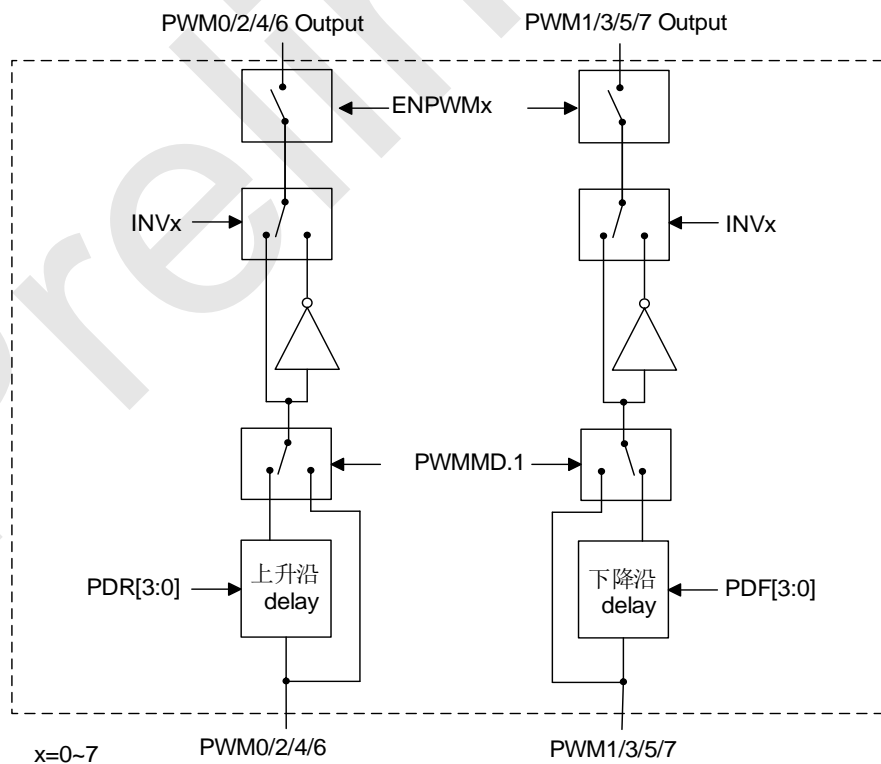 PWM0/2/4/6 Output
PWM1/3/5/7 Output
ENPWMx
INVx
INVx
PWMMD.1
PDR[3:0]
上升沿
delay
下降沿
delay
PDF[3:0]
x=0~7
PWM0/2/4/6
PWM1/3/5/7